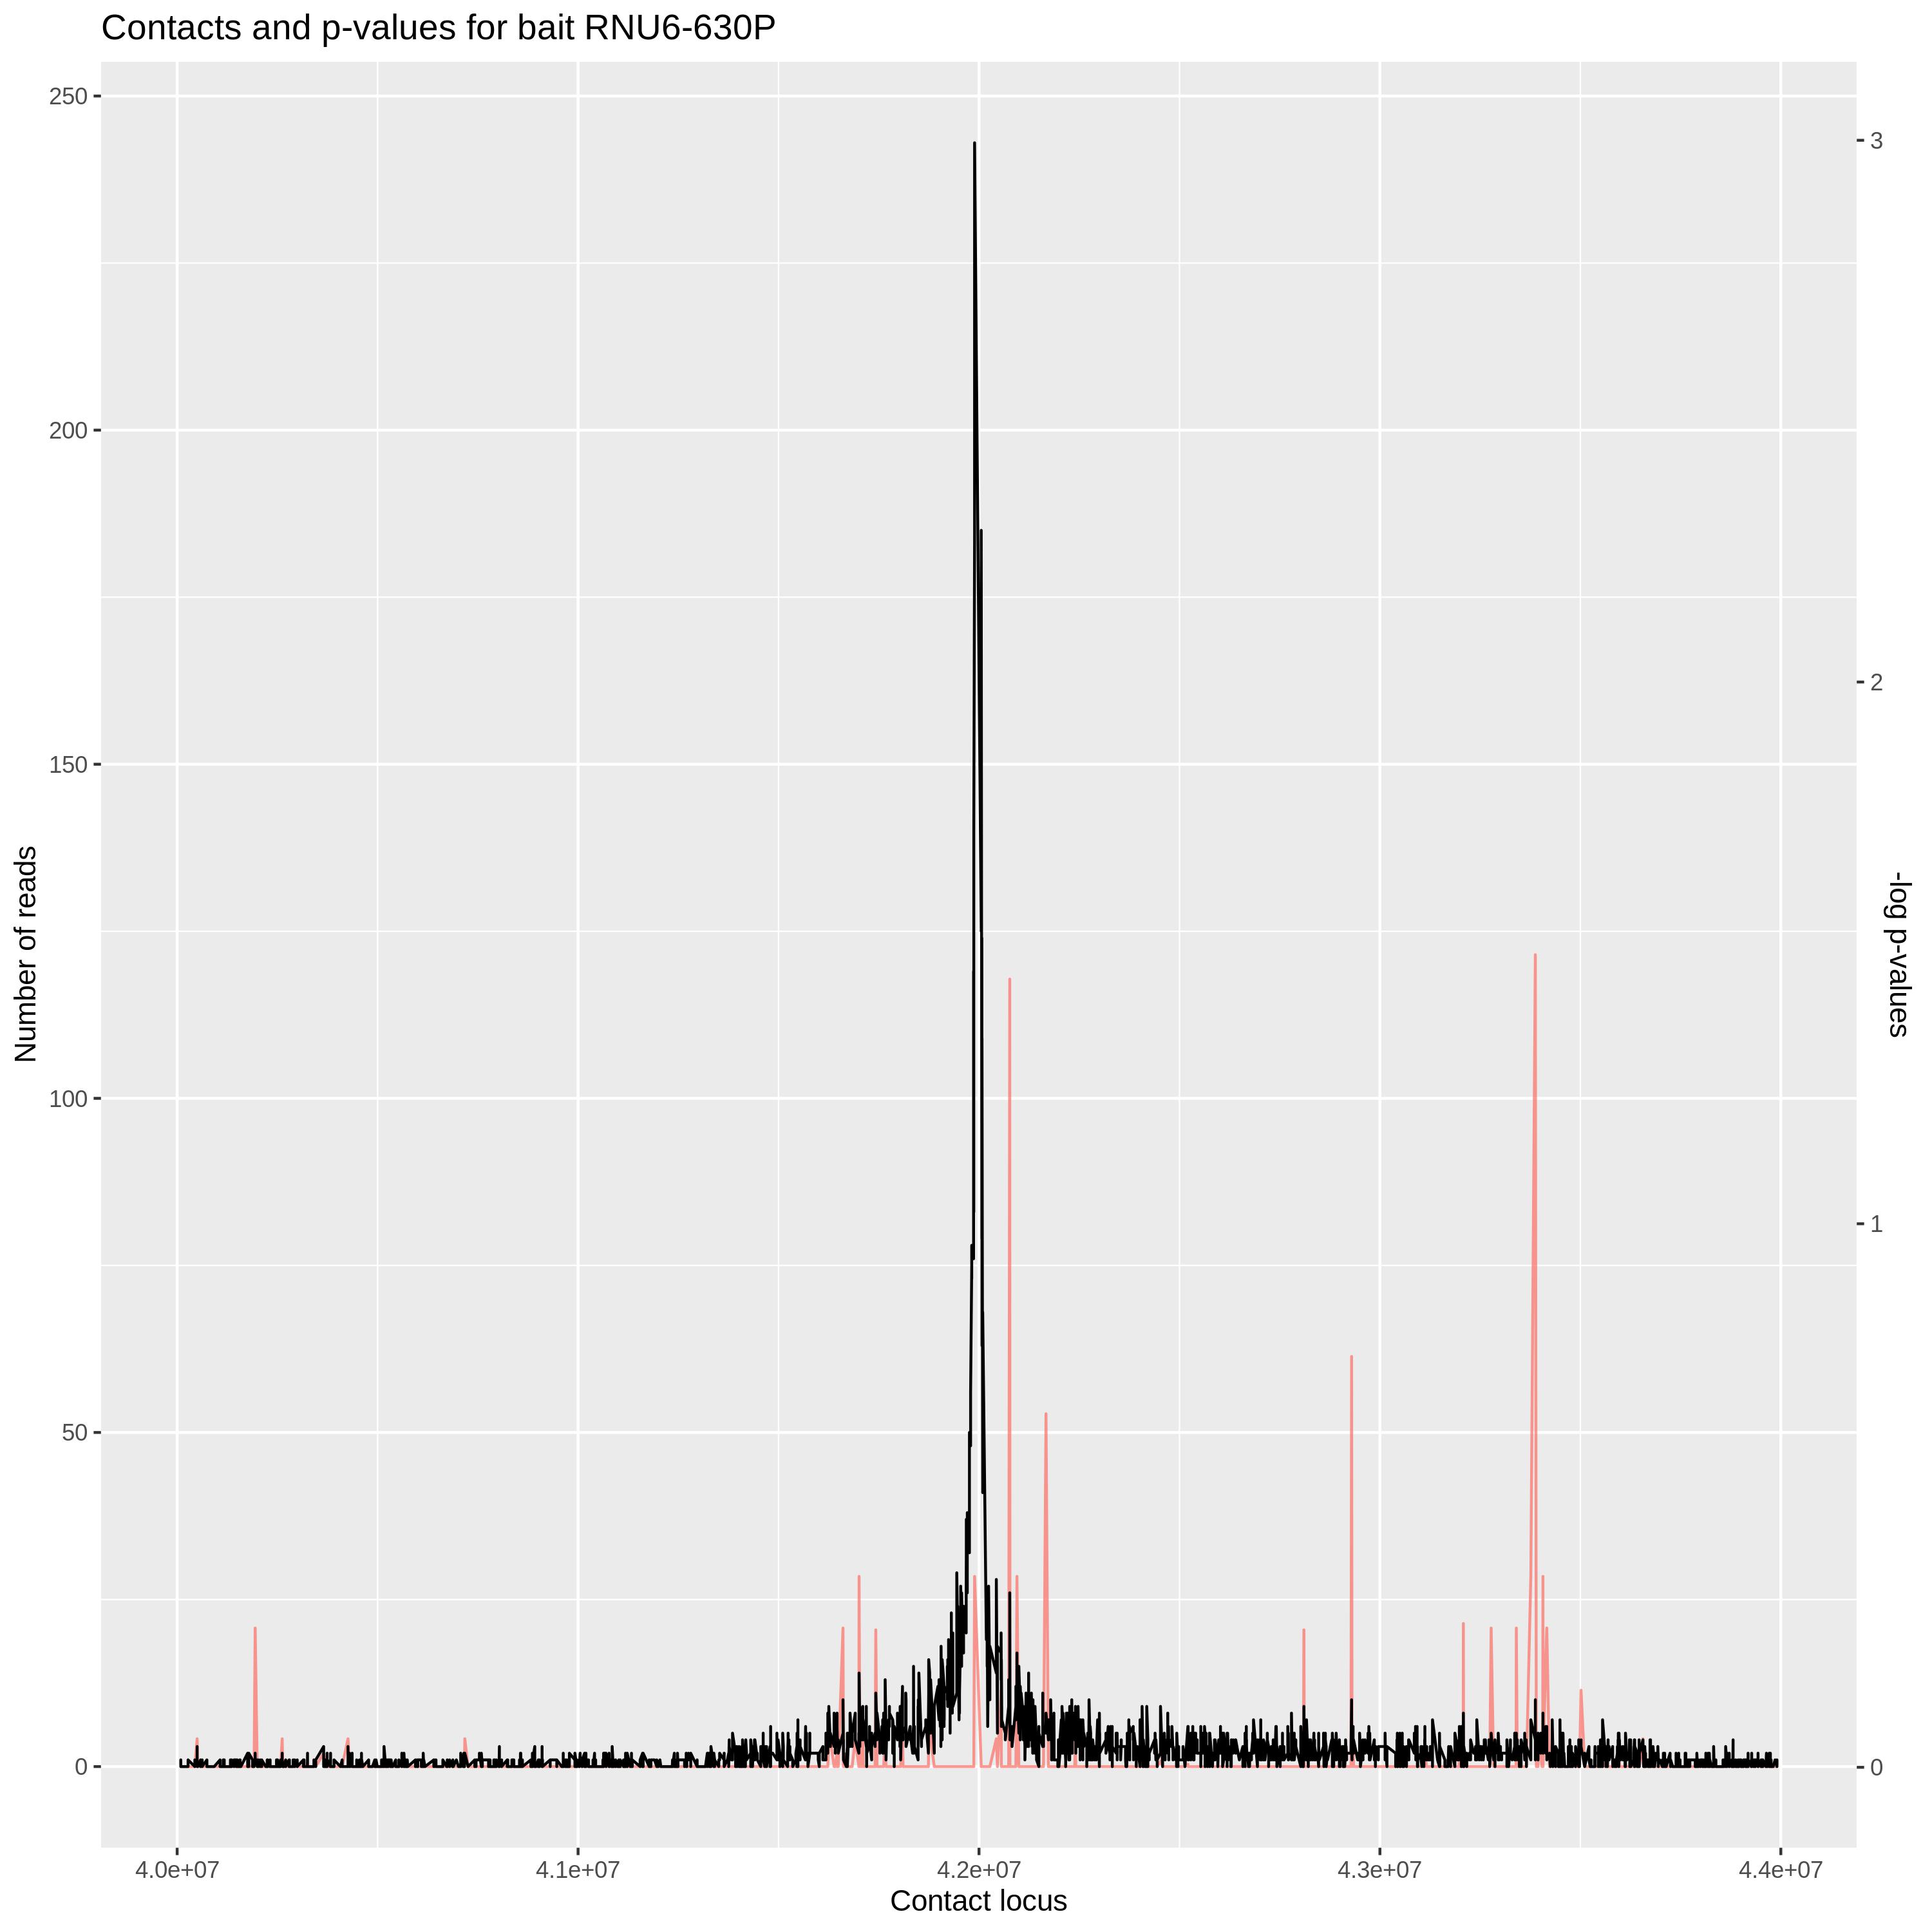 Contacts and p-values for bait RNU6-630P
250
200
150
100
50
0
Number of reads
3
2
1
0
-log p-values
4.0e+07 4.1e+07 4.2e+07 4.3e+07 4.4e+07
Contact locus